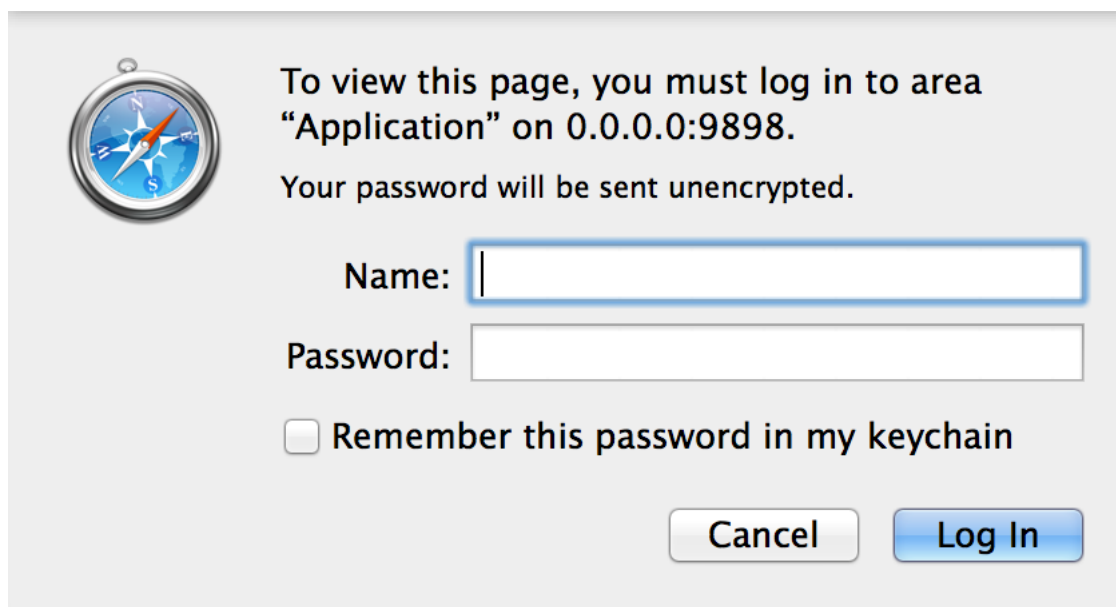 To view this page, you must log in to area
“Application” on 0.0.0.0:9898.
Your password will be sent unencrypted.
Name:
Password:
Remember this password in my keychain
Cancel Log In
N
E
S
W